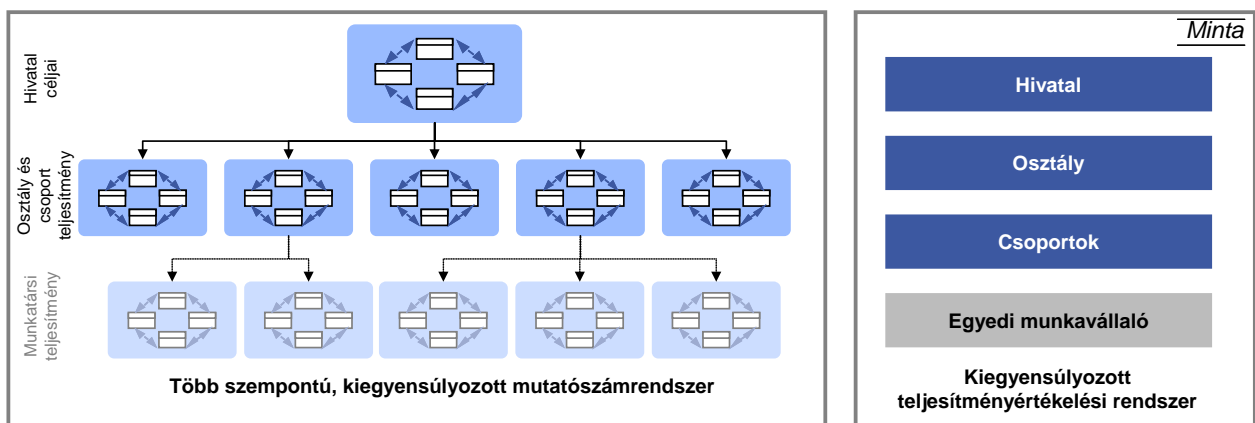 Hivatal
céljai
Osztály és
csoport
teljesítmény
Munkatársi
teljesítmény
Több szempontú, kiegyensúlyozott mutatószámrendszer
Minta
Hivatal
Osztály
Csoportok
Egyedi munkavállaló
Kiegyensúlyozott
teljesítményértékelési rendszer